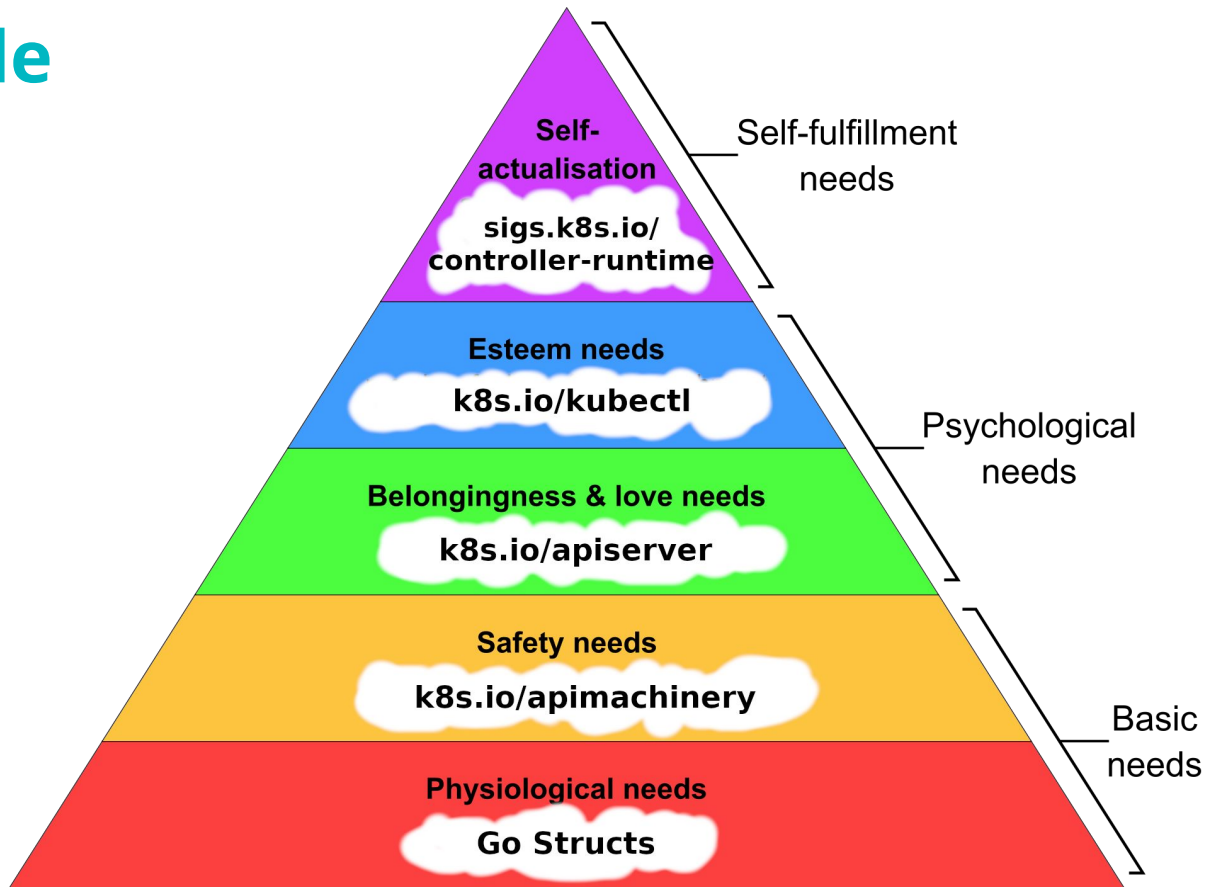 Self-
actualisation
sigs.k8s.io/
controller-runtime
Self-fulfillment
needs
Esteem needs
k8s.io/kubectl
Psychological
needs
Belongingness & love needs
k8s.io/apiserver
Safety needs
k8s.io/apimachinery
Basic
needs
Physiological needs
Go Structs